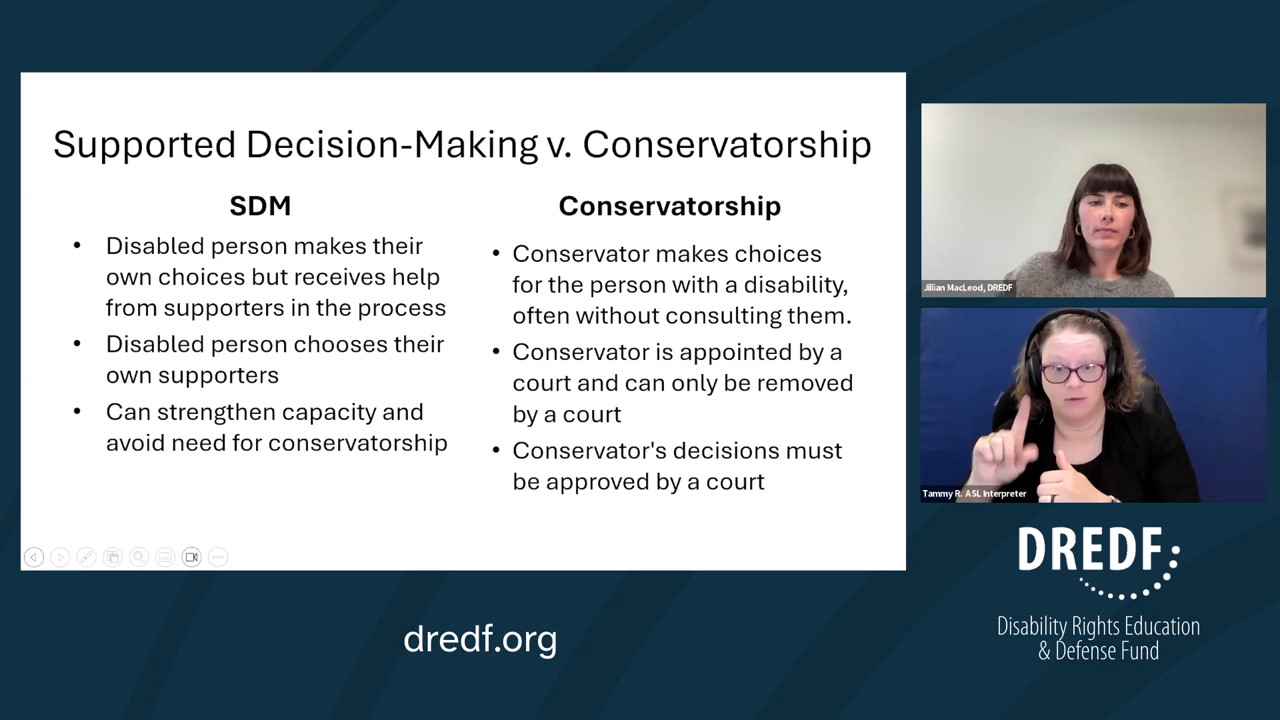 Supported Decision-Making v. Conservatorship
SDM
• Disabled person makes their
own choices but receives help
from supporters in the process
• Disabled person chooses their
own supporters
• Can strengthen capacity and
avoid need for conservatorship
Conservatorship
• Conservator makes choices
for the person with a disability,
often without consulting them.
• Conservator is appointed by a
court and can only be removed
by a court
• Conservator's decisions must
be approved by a court
Jillian MacLeod, DREDF
Tammy R. ASL Interpreter
DREDF
Disability Rights Education
& Defense Fund
dredf.org